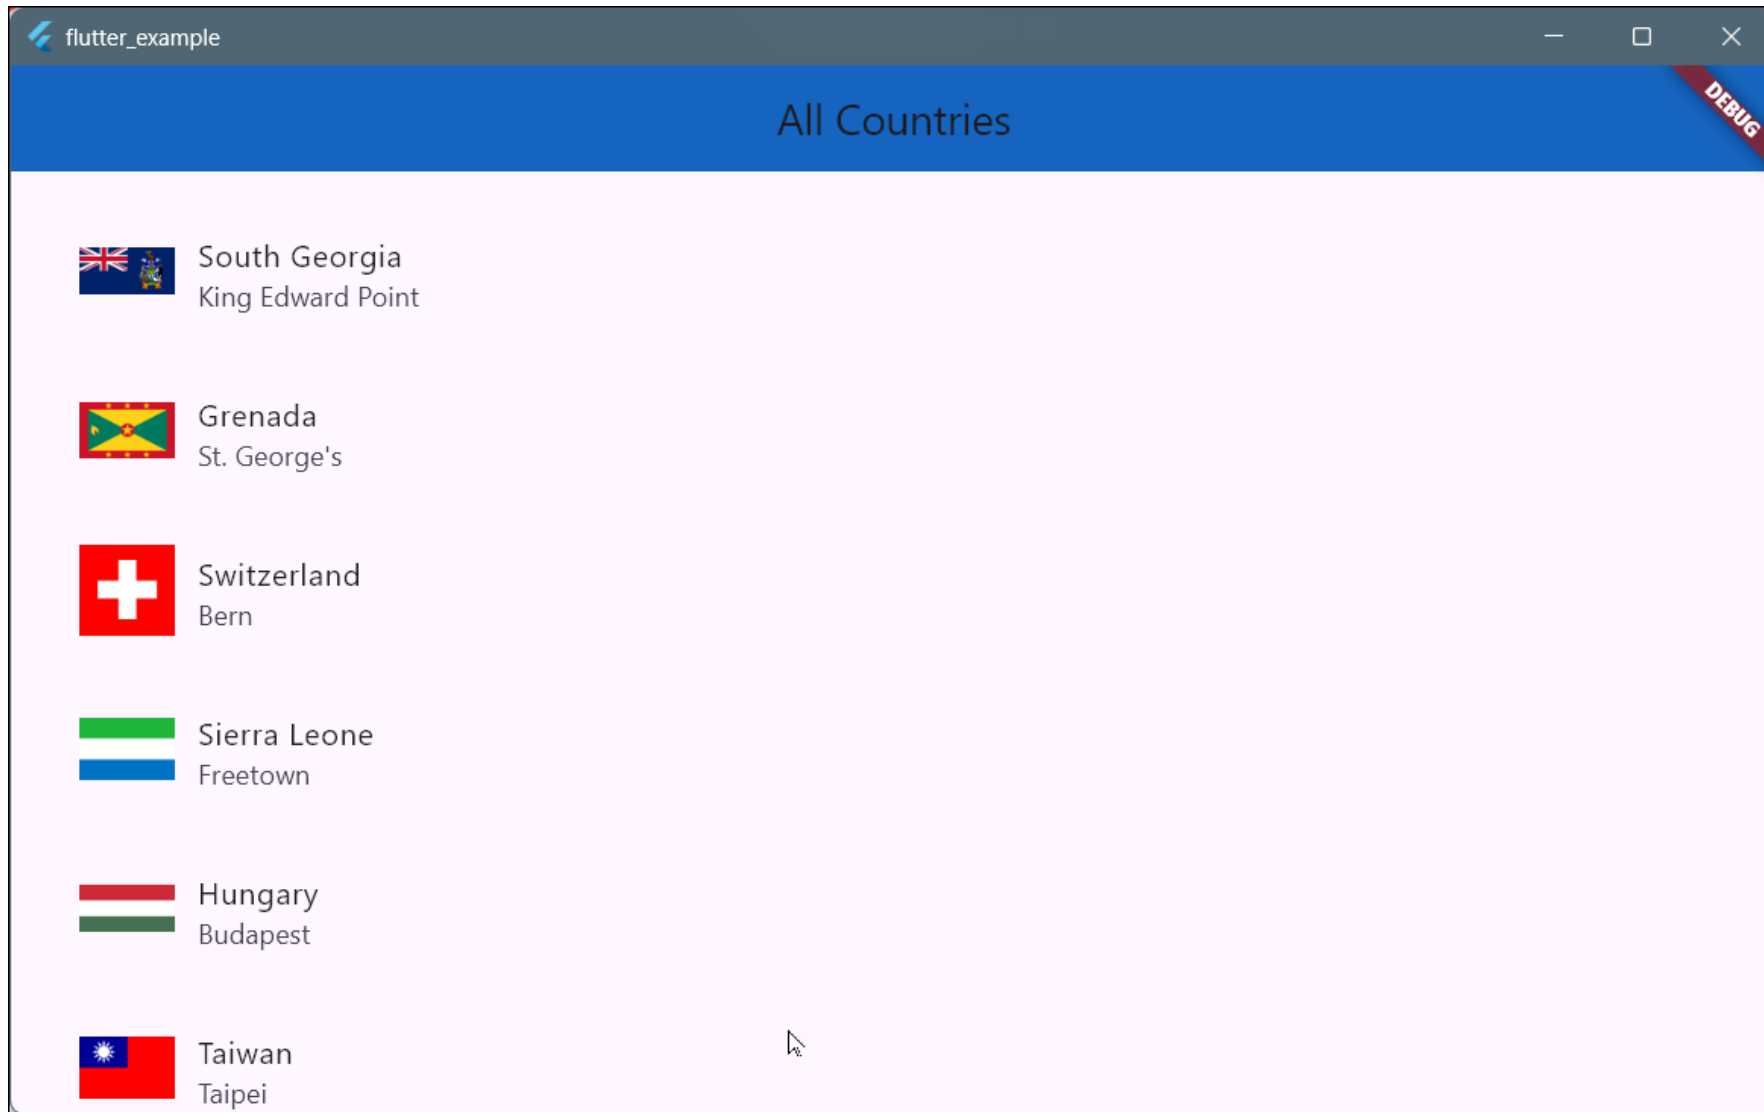 flutter_example
All Countries
DEBUG
South Georgia
King Edward Point
Grenada
St. George's
Switzerland
Bern
Sierra Leone
Freetown
Hungary
Budapest
Taiwan
Taipei